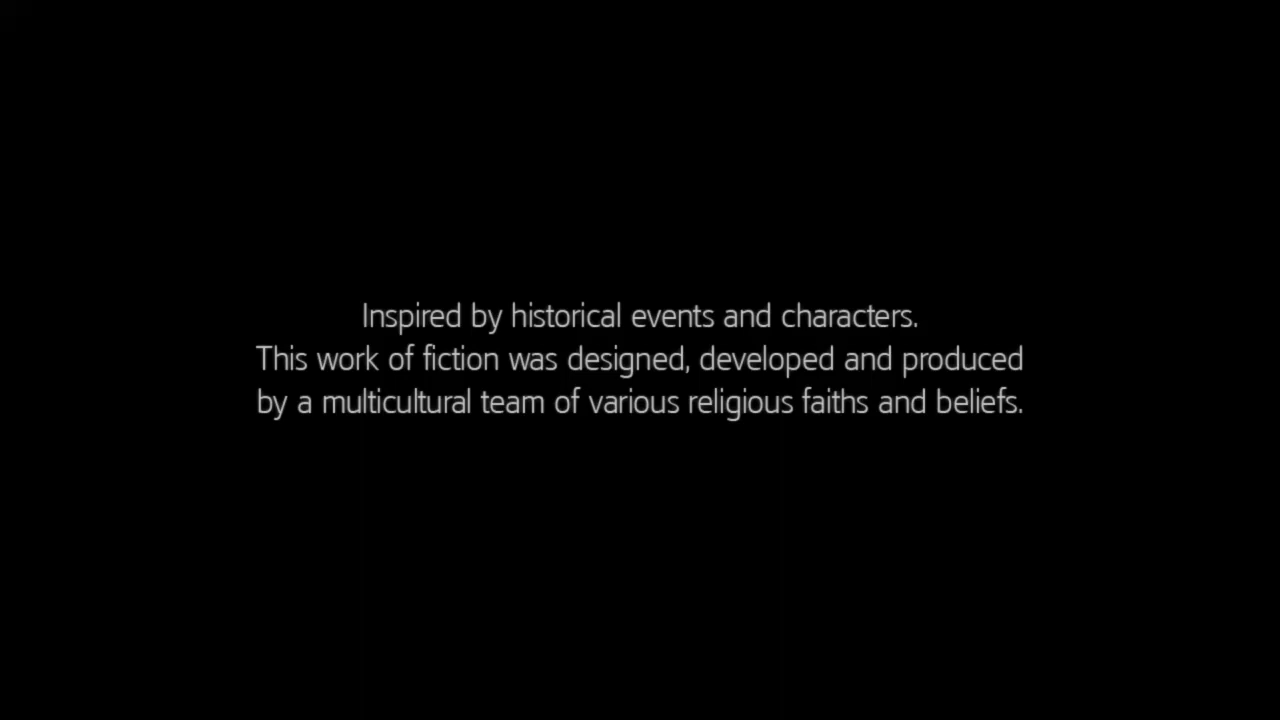 Inspired by historical events and characters.
This work of fiction was designed, developed and produced
by a multicultural team of various religious faiths and beliefs.